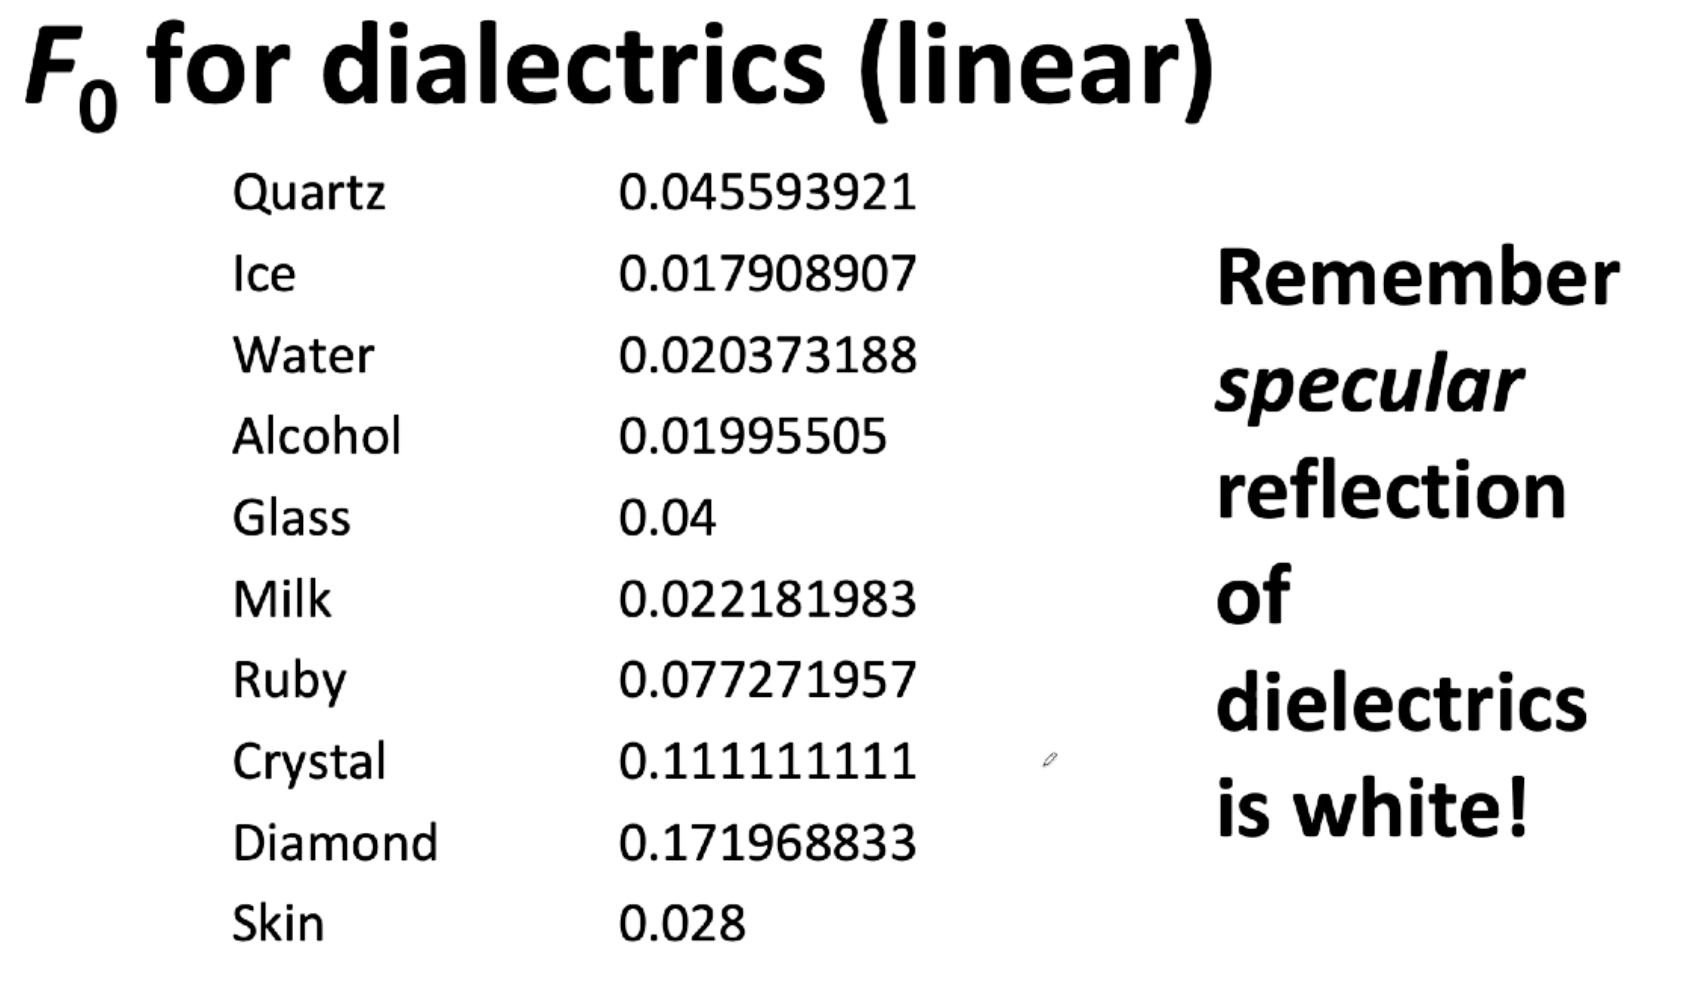 F0 for dialectrics (linear)
Quartz 0.045593921
Ice 0.017908907
Water 0.020373188
Alcohol 0.01995505
Glass 0.04
Milk 0.022181983
Ruby 0.077271957
Crystal 0.111111111
Diamond 0.171968833
Skin 0.028
Remember
specular
reflection
of
dielectrics
is white!